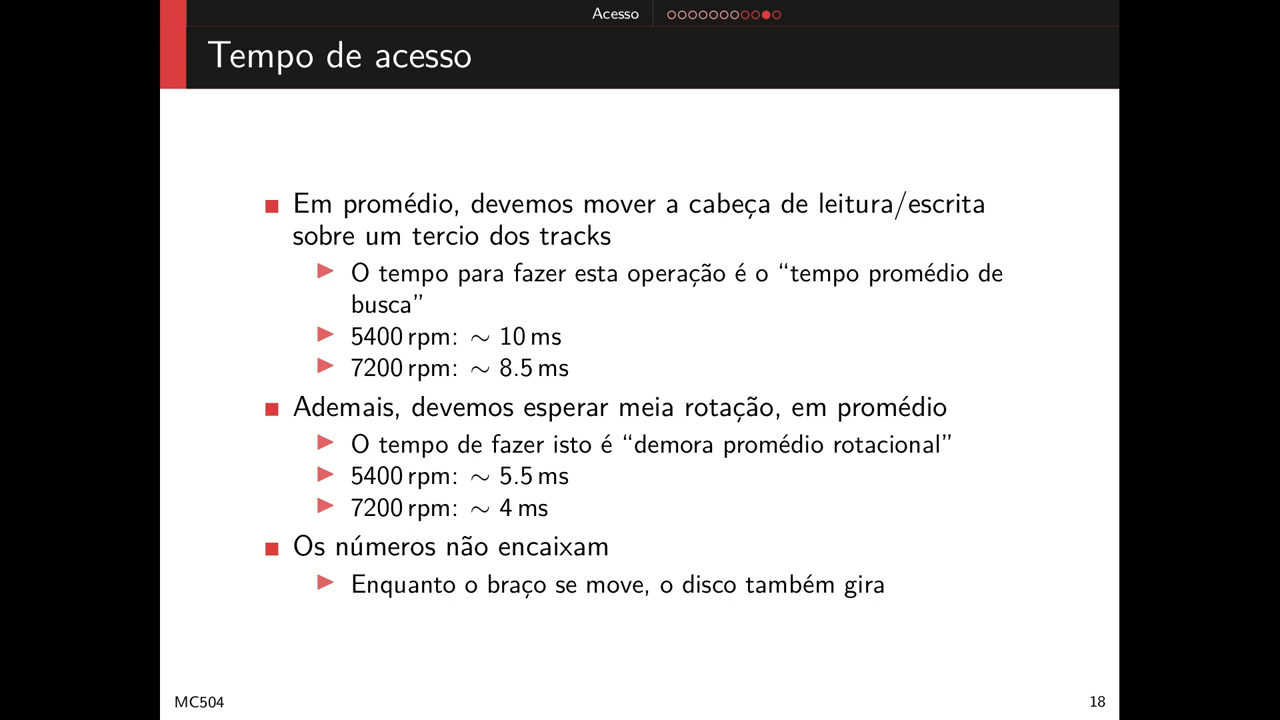 Acesso
Tempo de acesso
Em promédio, devemos mover a cabeça de leitura/escrita
sobre um tercio dos tracks
O tempo para fazer esta operação é o “tempo promédio de
busca”
5400 rpm: ∼ 10 ms
7200 rpm: ∼ 8.5 ms
Ademais, devemos esperar meia rotação, em promédio
O tempo de fazer isto é “demora promédio rotacional”
5400 rpm: ∼ 5.5 ms
7200 rpm: ∼ 4 ms
Os números não encaixam
Enquanto o braço se move, o disco também gira
MC504
18